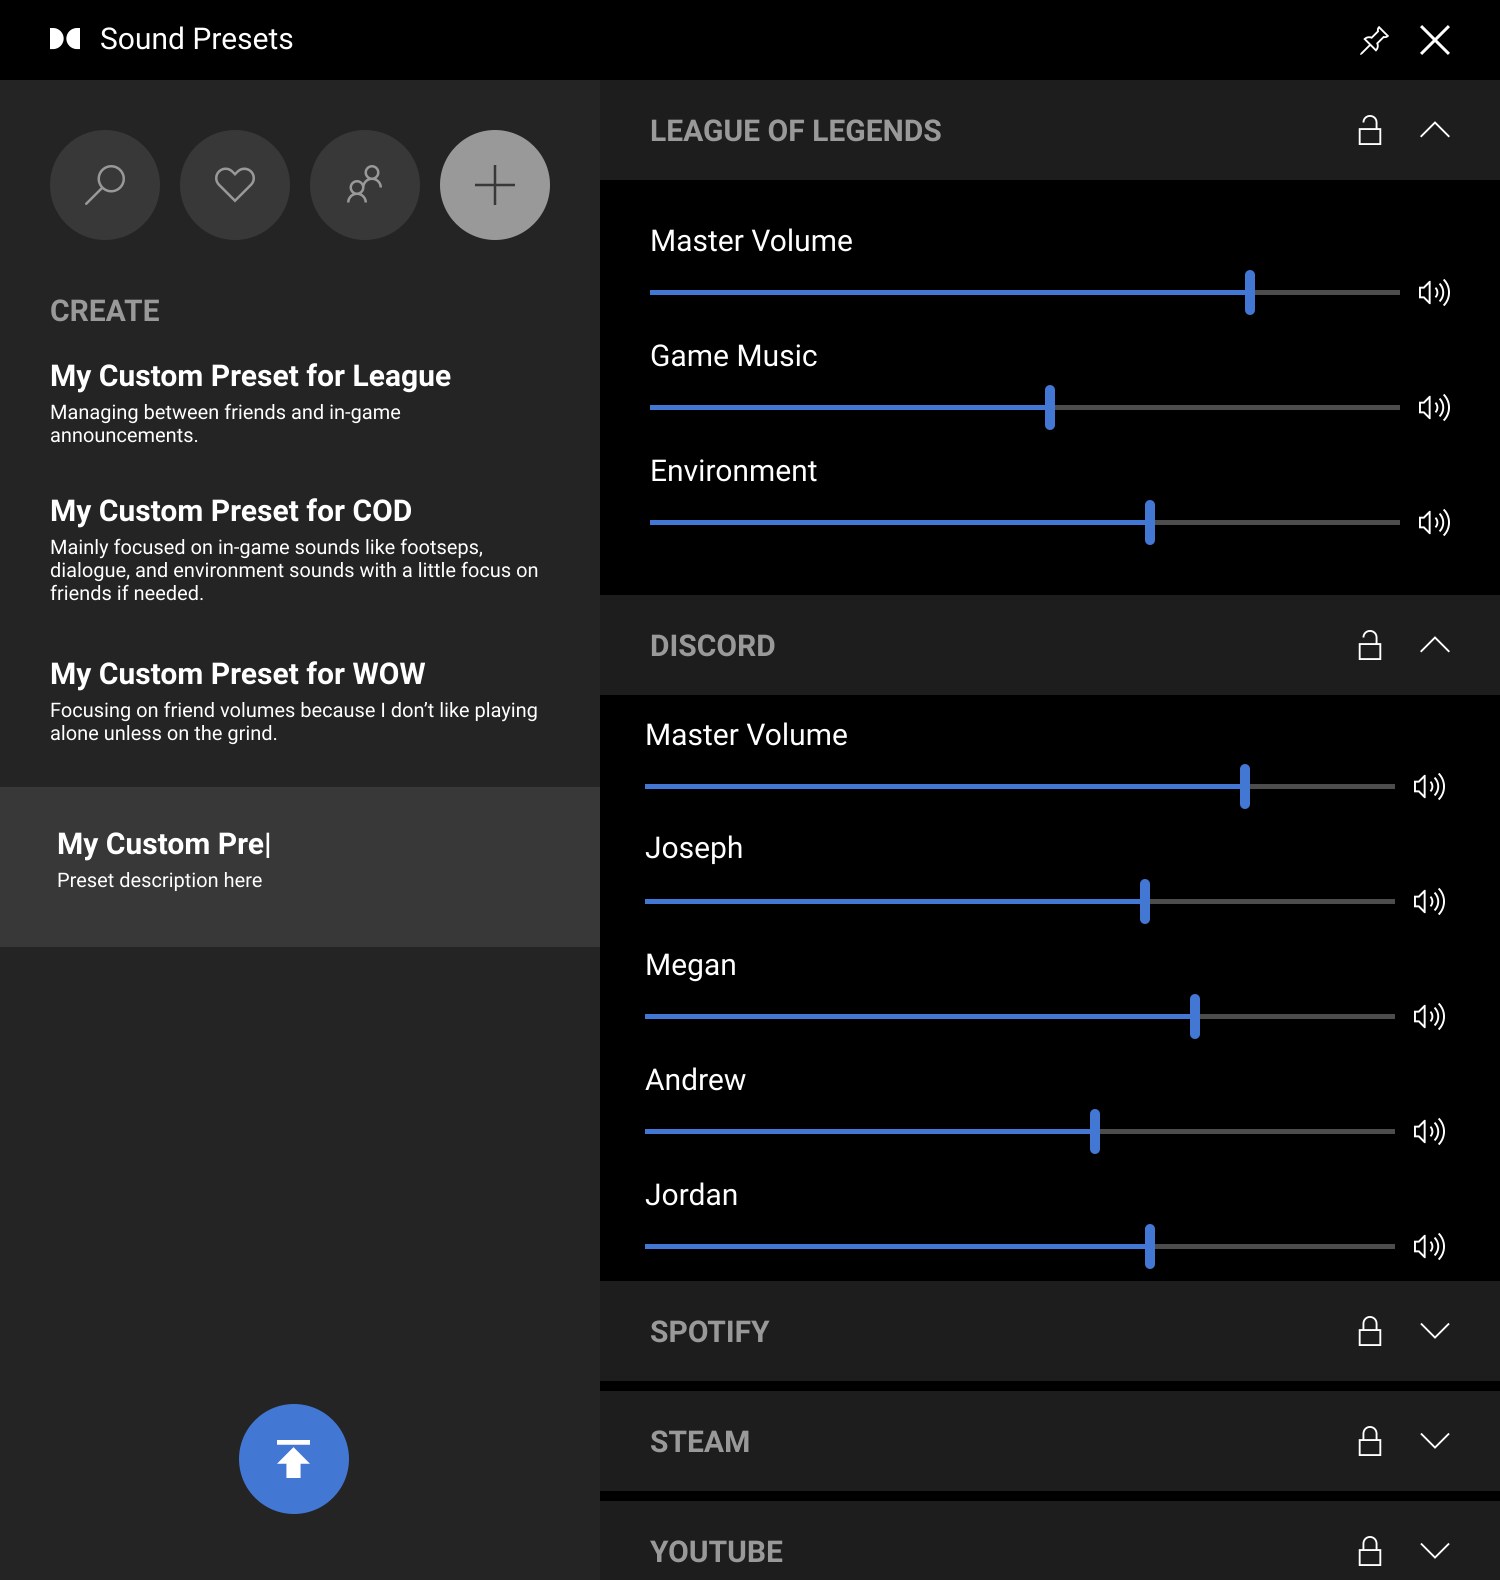 Sound Presets
CREATE
My Custom Preset for League
Managing between friends and in-game
announcements.
My Custom Preset for COD
Mainly focused on in-game sounds like footseps,
dialogue, and environment sounds with a little focus on
friends if needed.
My Custom Preset for WOW
Focusing on friend volumes because I don’t like playing
alone unless on the grind.
My Custom Pre|
Preset description here
LEAGUE OF LEGENDS
Master Volume
Game Music
Environment
DISCORD
Master Volume
Joseph
Megan
Andrew
Jordan
SPOTIFY
STEAM
YOUTUBE